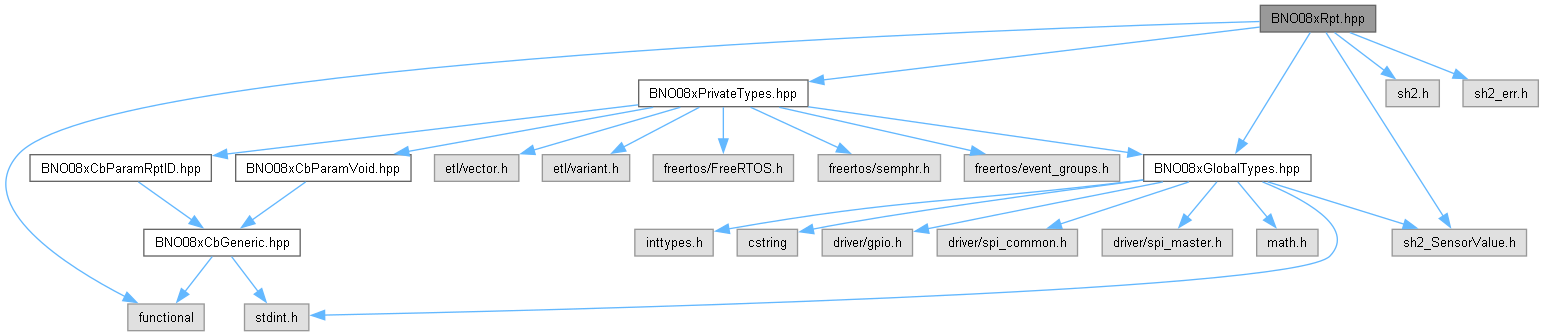 BNO08xRpt.hpp
BNO08xPrivateTypes.hpp
sh2.h
sh2_err.h
BNO08xCbParamRptID.hpp
BNO08xCbParamVoid.hpp
etl/vector.h
etl/variant.h
freertos/FreeRTOS.h
freertos/semphr.h
freertos/event_groups.h
BNO08xGlobalTypes.hpp
BNO08xCbGeneric.hpp
inttypes.h
cstring
driver/gpio.h
driver/spi_common.h
driver/spi_master.h
math.h
sh2_SensorValue.h
functional
stdint.h